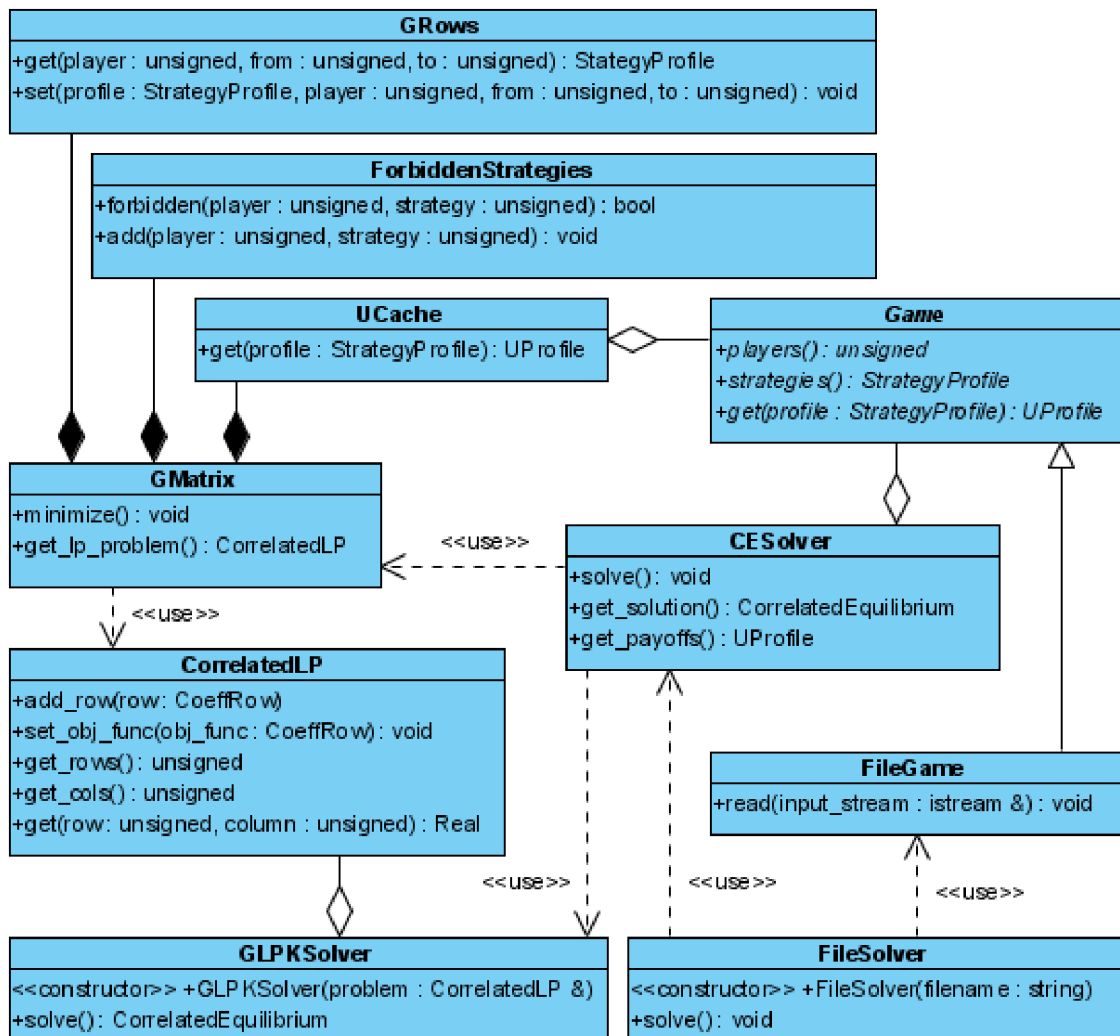 GRows
+get(player : unsigned, from : unsigned, to : unsigned) : StategyProfile
+set(profile : StrategyProfile, player : unsigned, from : unsigned, to : unsigned) : void
ForbiddenStrategies
+forbidden(player : unsigned, strategy : unsigned) : bool
+add(player : unsigned, strategy : unsigned) : void
UCache
+get(profile : StrategyProfile) : UProfile
Game
+players() : unsigned
+strategies() : StrategyProfile
+get(profile : StrategyProfile) : UProfile
GMatrix
+minimize() : void
+get_lp_problem() : CorrelatedLP
<<use>>
CESolver
+solve() : void
+get_solution() : CorrelatedEquilibrium
+get_payoffs() : UProfile
<<use>>
CorrelatedLP
+add_row(row : CoeffRow)
+set_obj_func(obj_func : CoeffRow) : void
+get_rows() : unsigned
+get_cols() : unsigned
+get(row : unsigned, column : unsigned) : Real
FileGame
+read(input_stream : istream &) : void
<<use>>
<<use>>
<<use>>
GLPKSolver
<<constructor>> +GLPKSolver(problem : CorrelatedLP &)
+solve() : CorrelatedEquilibrium
FileSolver
<<constructor>> +FileSolver(filename : string)
+solve() : void